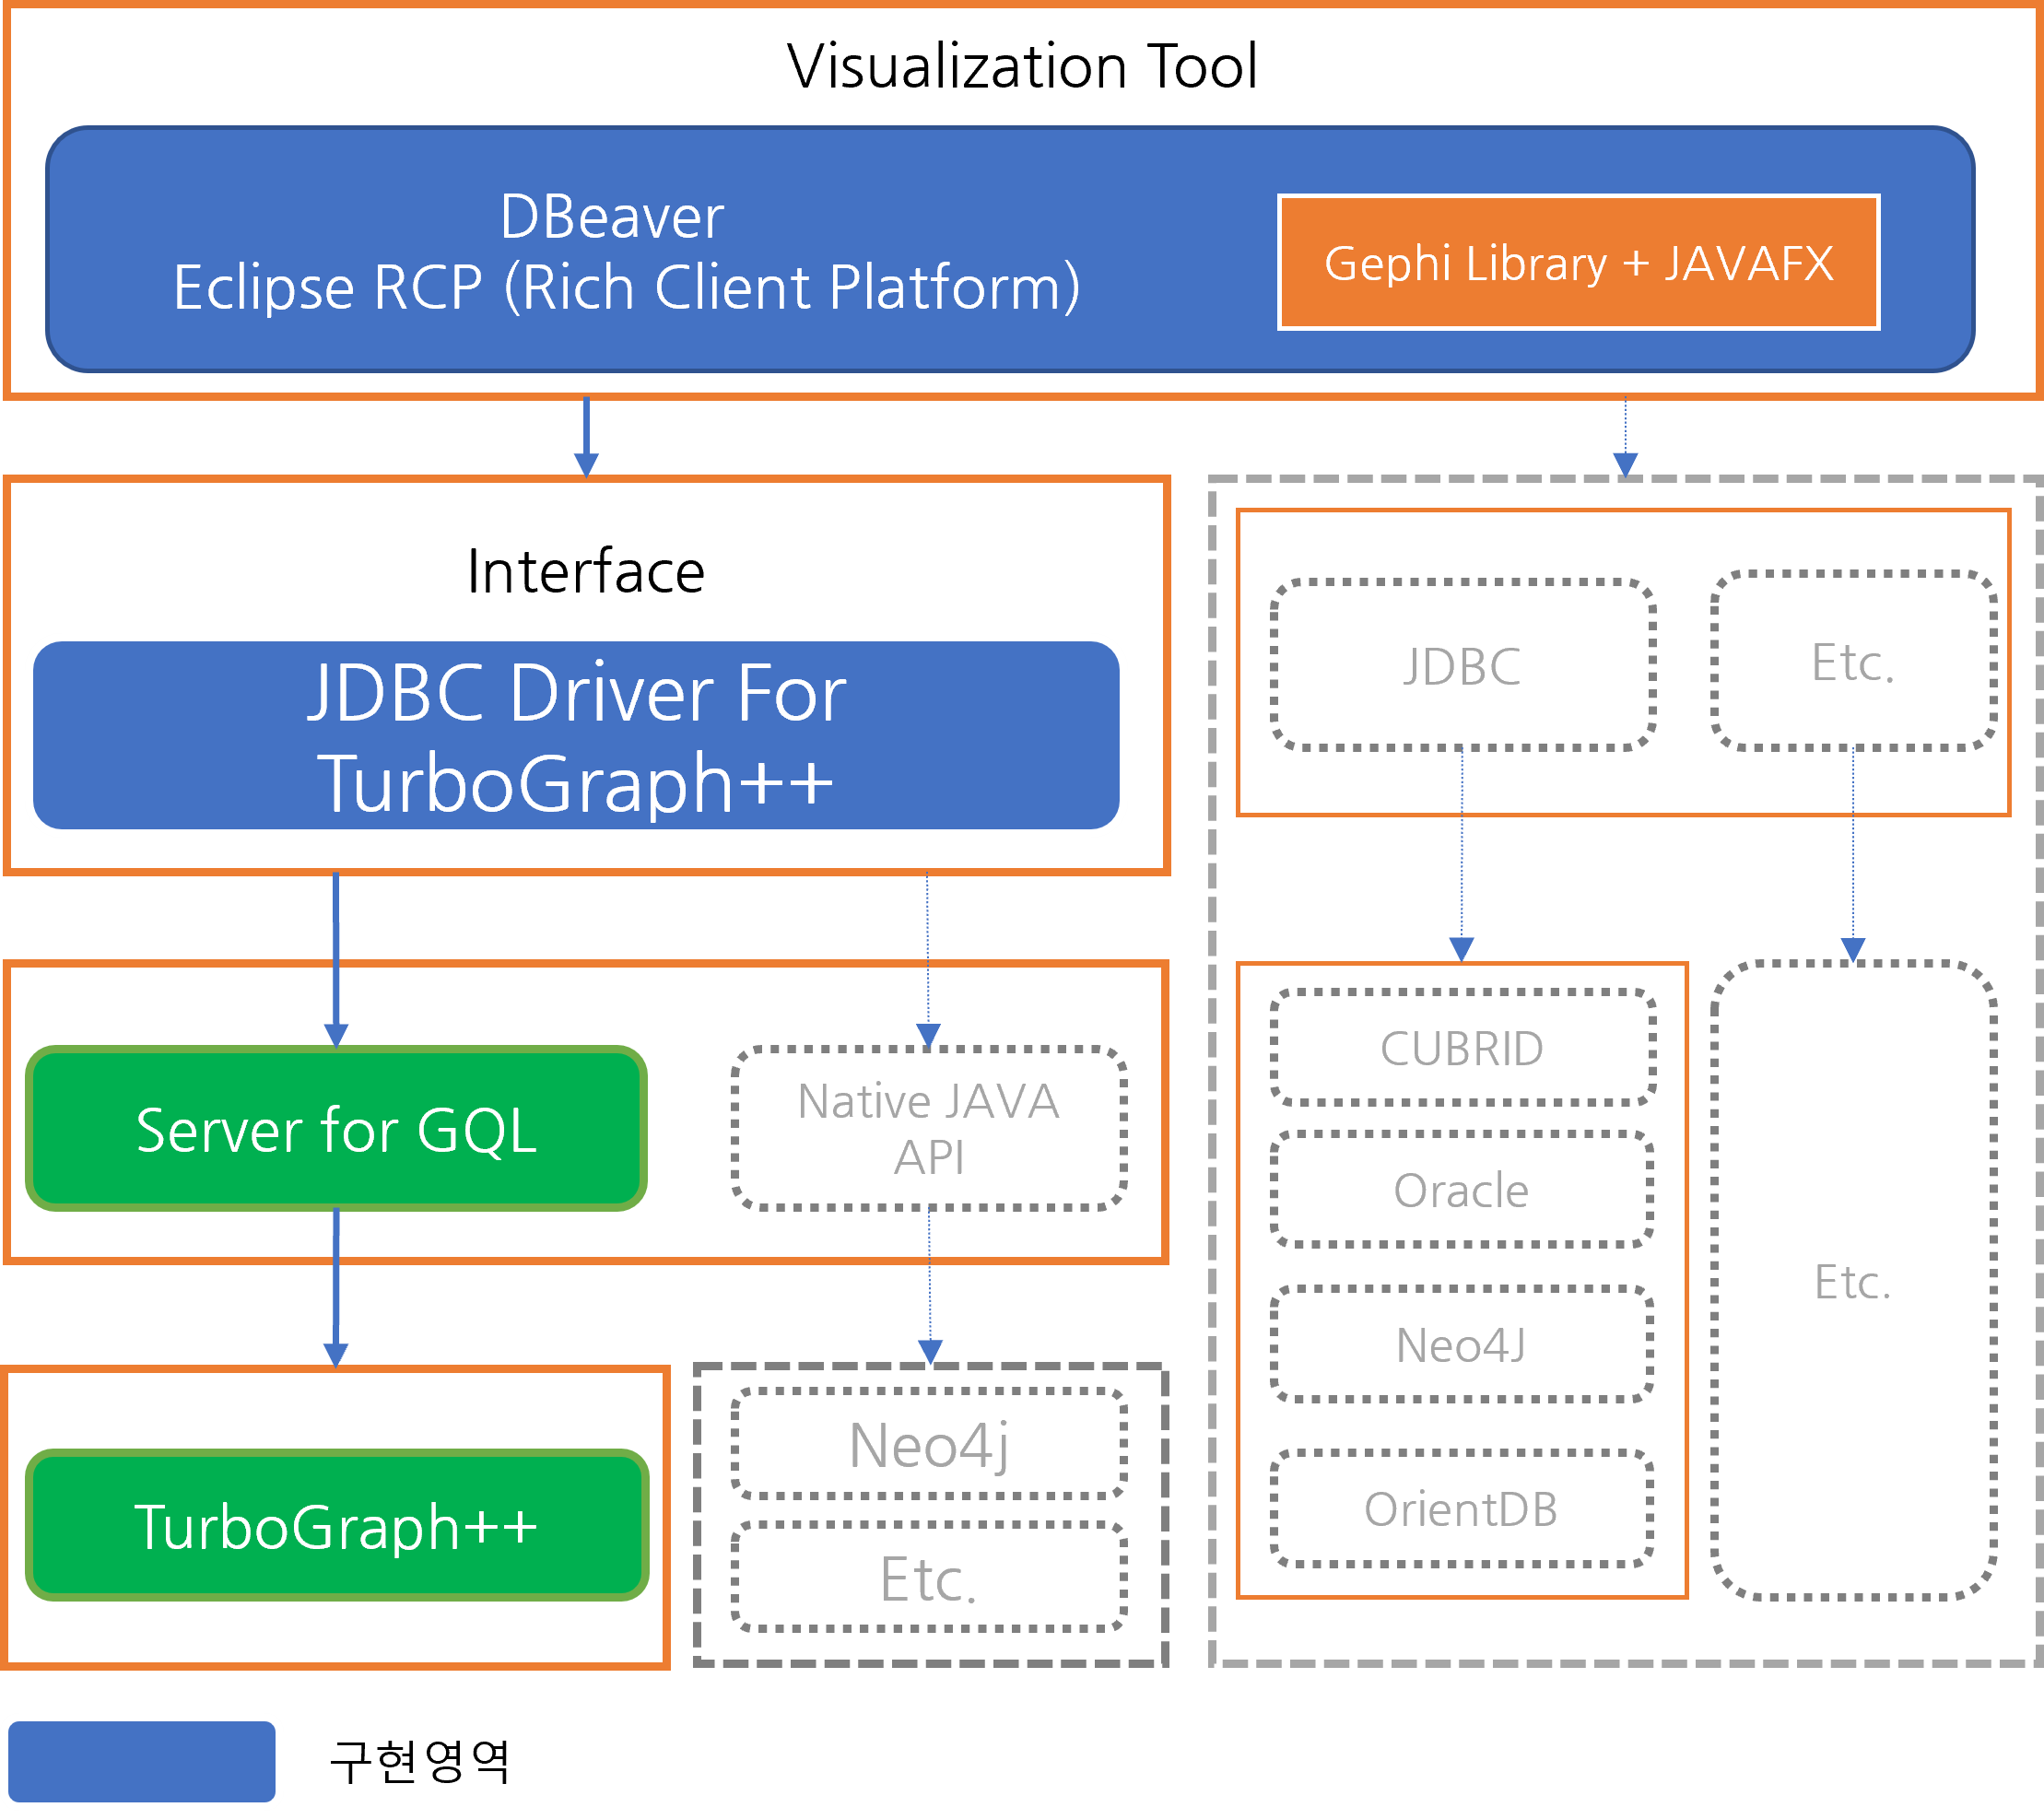 Visualization Tool
DBeaver
Eclipse RCP (Rich Client Platform)
Gephi Library + JAVAFX
Interface
JDBC Driver For
TurboGraph++
JDBC
Etc.
Server for GQL
Native JAVA
API
CUBRID
Oracle
Neo4J
OrientDB
Etc.
TurboGraph++
Neo4j
Etc.
구현영역